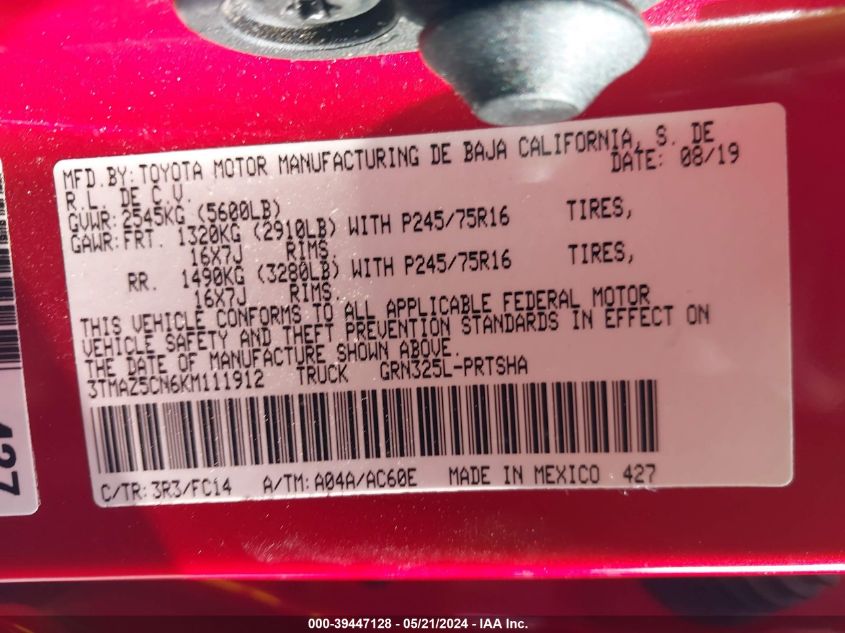 MFD.BY:TOYOTA MOTOR MANUFACTURING DE BAJA CALIFORNIA, S. DE
R.L. DE C.V.
DATE: 08/19
GVWR:2545KG (5600LB)
GAWR:FRT. 1320KG (2910LB) WITH P245/75R16 TIRES,
16X7J RIMS.
RR. 1490KG (3280LB) WITH P245/75R16 TIRES,
16X7J RIMS
THIS VEHICLE CONFORMS TO ALL APPLICABLE FEDERAL MOTOR
VEHICLE SAFETY AND THEFT PREVENTION STANDARDS IN EFFECT ON
THE DATE OF MANUFACTURE SHOWN ABOVE.
3TMAZ5CN6KM111912 TRUCK GRN325L-PRTSHA
C/TR:3R3/FC14 A/TM:A04A/AC60E MADE IN MEXICO 427
427
000-39447128 - 05/21/2024 - IAA Inc.